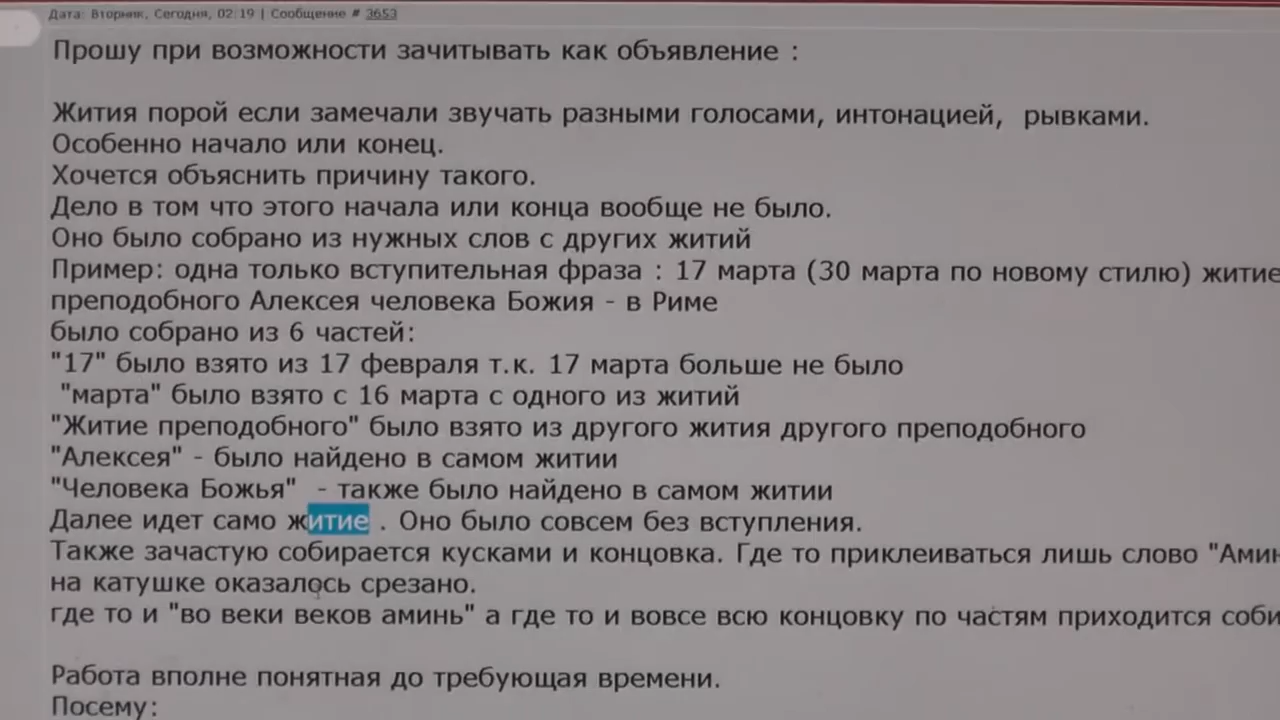 Дата: Вторник, Сегодня, 02:19 | Сообщение # 3653
Прошу при возможности зачитывать как объявление :
Жития порой если замечали звучать разными голосами, интонацией, рывками.
Особенно начало или конец.
Хочется объяснить причину такого.
Дело в том что этого начала или конца вообще не было.
Оно было собрано из нужных слов с других житий
Пример: одна только вступительная фраза : 17 марта (30 марта по новому стилю) житие
преподобного Алексея человека Божия - в Риме
было собрано из 6 частей:
"17" было взято из 17 февраля т.к. 17 марта больше не было
"марта" было взято с 16 марта с одного из житий
"Житие преподобного" было взято из другого жития другого преподобного
"Алексея" - было найдено в самом житии
"Человека Божья" - также было найдено в самом житии
Далее идет само житие . Оно было совсем без вступления.
Также зачастую собирается кусками и концовка. Где то приклеиваться лишь слово "Амин
на катушке оказалось срезано.
где то и "во веки веков аминь" а где то и вовсе всю концовку по частям приходится соби
Работа вполне понятная до требующая времени.
Посему: